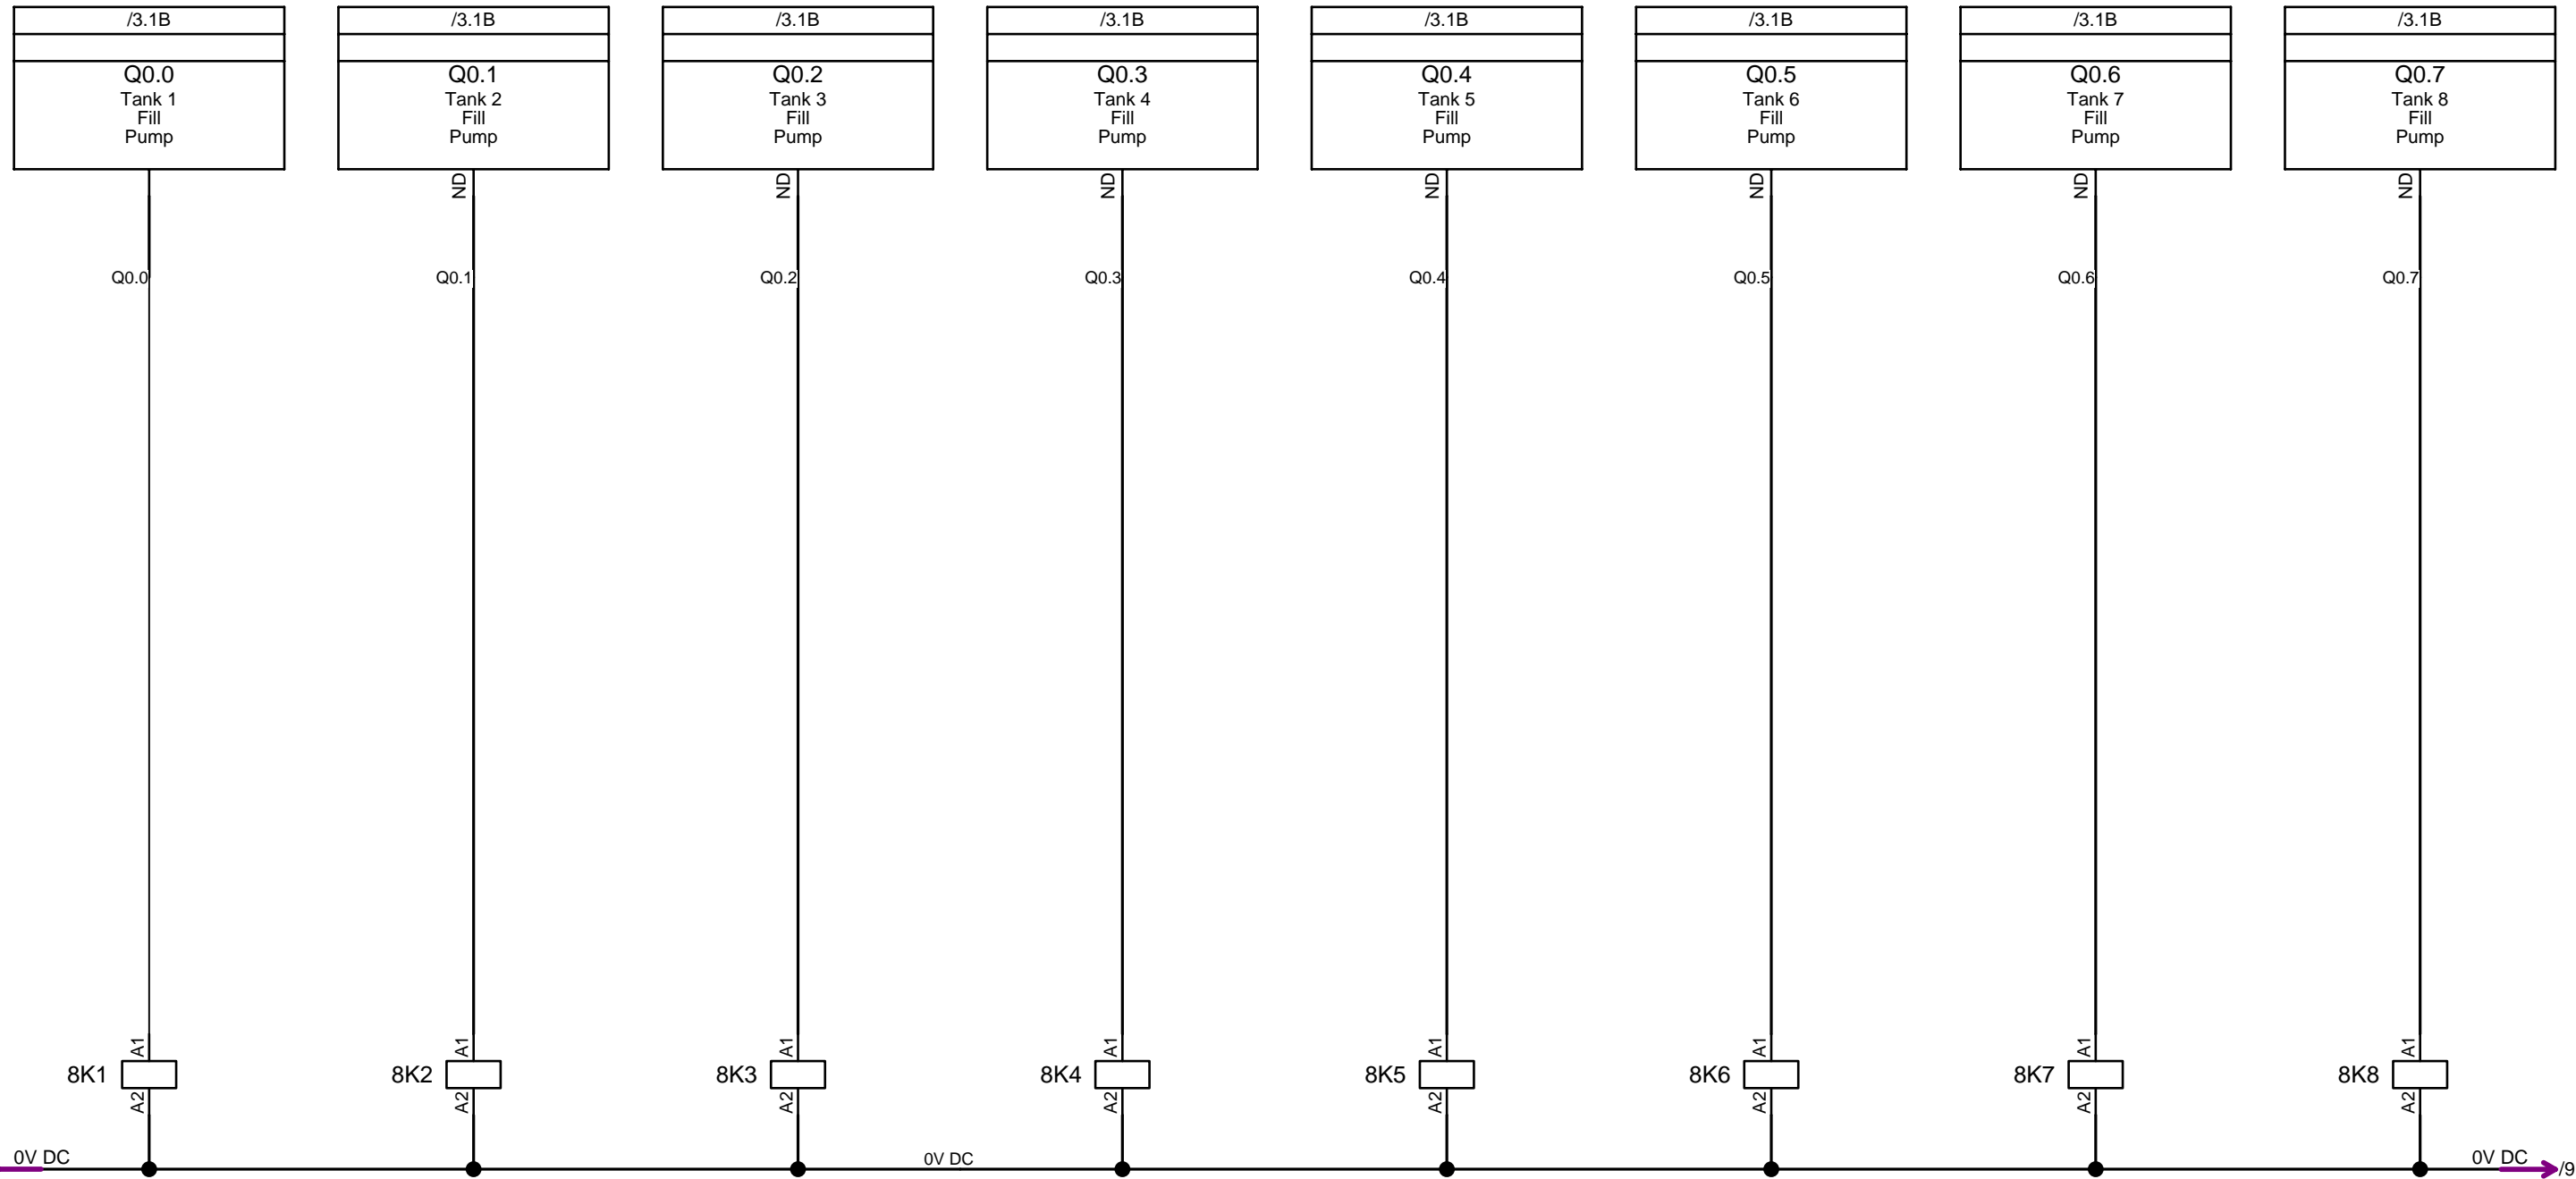 /3.1B /3.1B /3.1B /3.1B /3.1B /3.1B /3.1B /3.1B
Q0.0 Q0.1 Q0.2 Q0.3 Q0.4 Q0.5 Q0.6 Q0.7
Tank 1 Tank 2 Tank 3 Tank 4 Tank 5 Tank 6 Tank 7 Tank 8
Fill Fill Fill Fill Fill Fill Fill Fill
Pump Pump Pump Pump Pump Pump Pump Pump
ND ND ND ND ND ND ND
Q0.0 Q0.1 Q0.2 Q0.3 Q0.4 Q0.5 Q0.6 Q0.7
A1 A1 A1 A1 A1 A1 A1 A1
8K1 8K2 8K3 8K4 8K5 8K6 8K7 8K8
A2 A2 A2 A2 A2 A2 A2 A2
0V DC 0V DC 0V DC /9